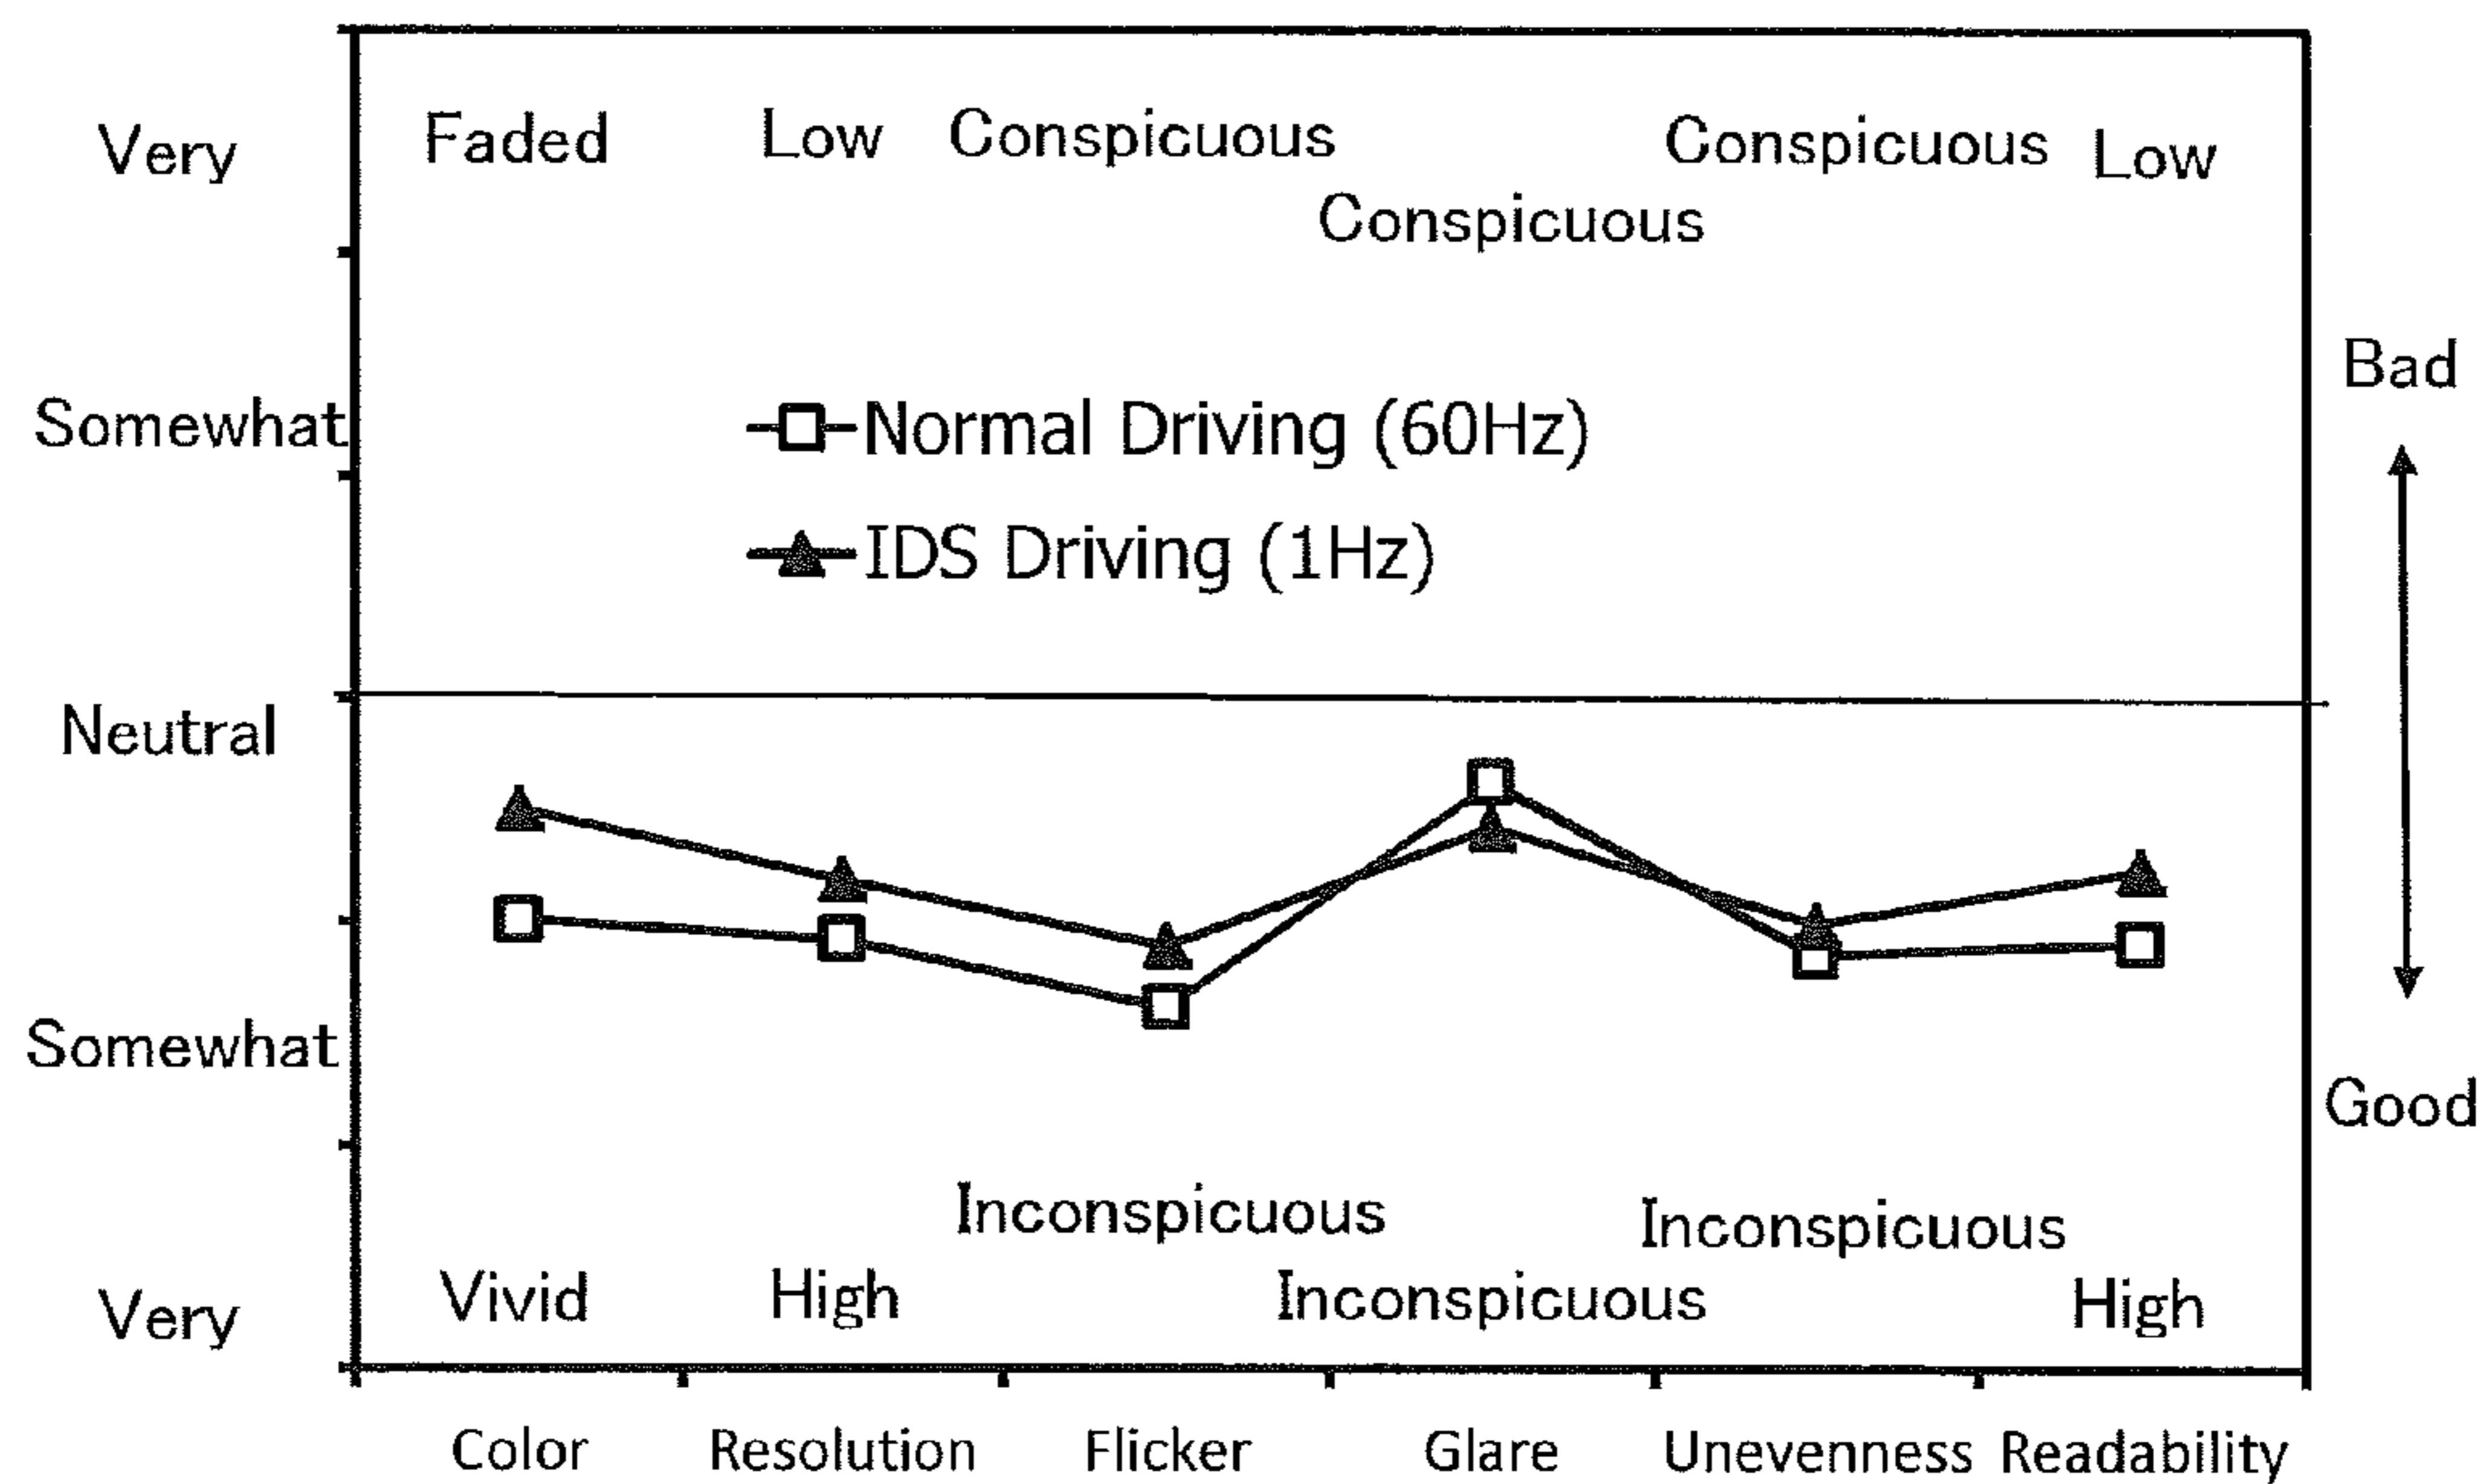 Very Faded Low Conspicuous Conspicuous Low
Conspicuous
Bad
Somewhat Normal Driving (60Hz)
IDS Driving (1Hz)
Neutral
Somewhat
Good
Inconspicuous Inconspicuous
Very Vivid High Inconspicuous High
Color Resolution Flicker Glare Unevenness Readability